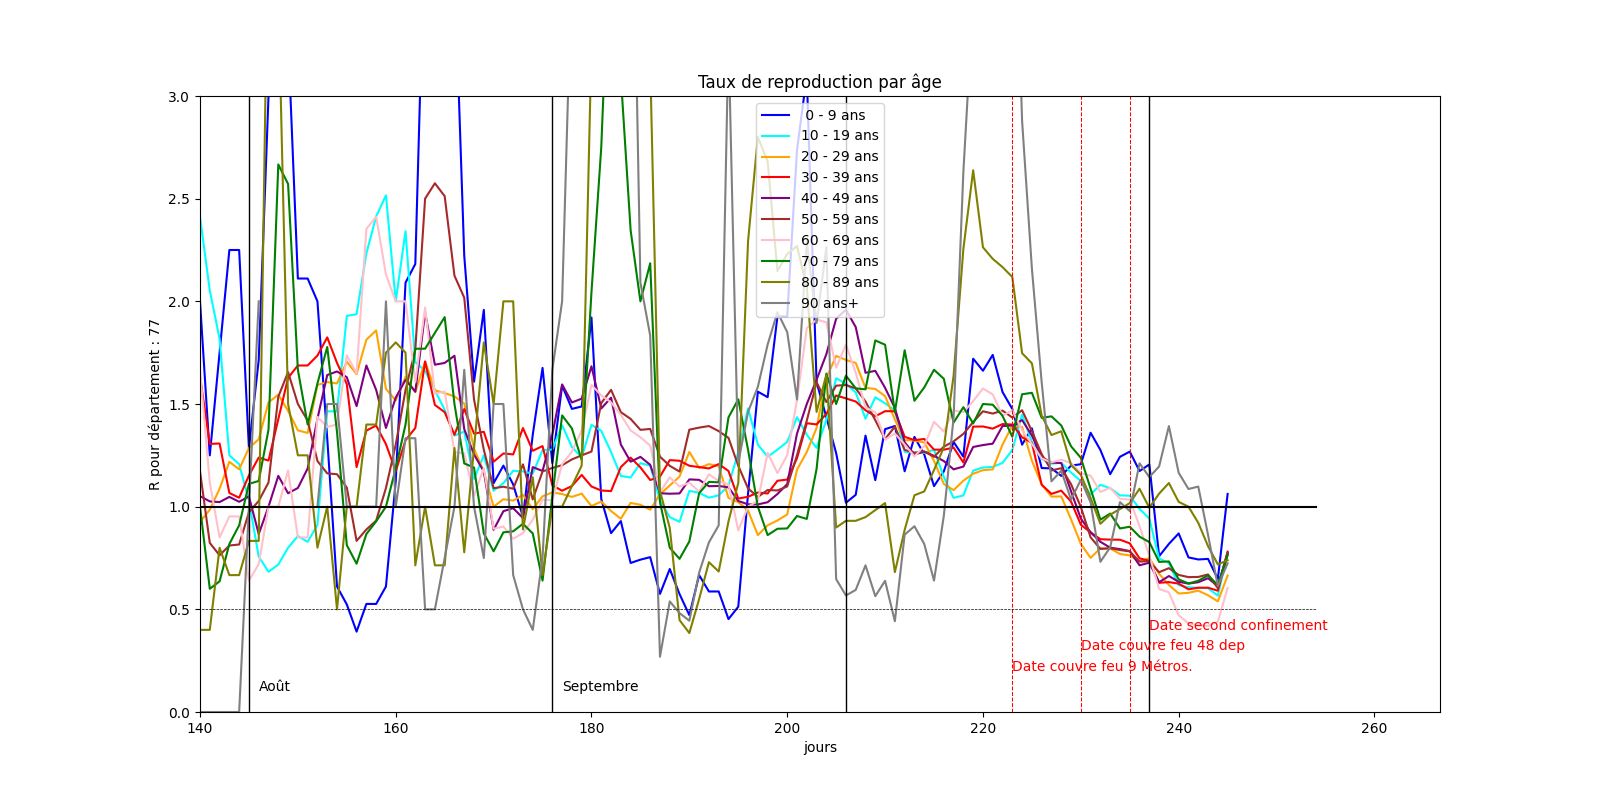 Taux de reproduction par âge
R pour département : 77
3.0
2.5
2.0
1.5
1.0
0.5
0.0
0 - 9 ans
10 - 19 ans
20 - 29 ans
30 - 39 ans
40 - 49 ans
50 - 59 ans
60 - 69 ans
70 - 79 ans
80 - 89 ans
90 ans+
Date second confinement
Date couvre feu 48 dep
Date couvre feu 9 Métros.
Août
Septembre
140
160
180
200
220
240
260
jours